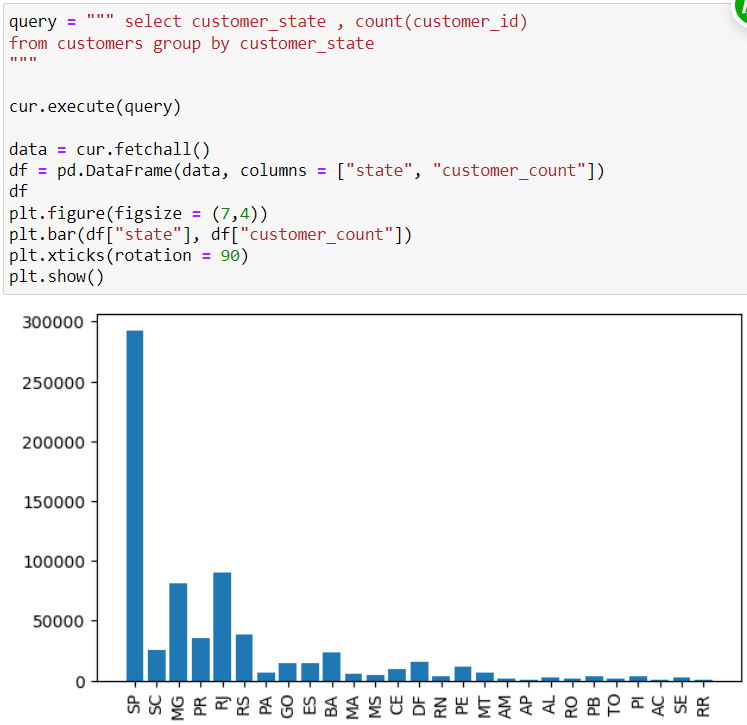 query = """ select customer_state , count(customer_id)
from customers group by customer_state
"""
cur.execute(query)
data = cur.fetchall()
df = pd.DataFrame(data, columns = ["state", "customer_count"])
df
plt.figure(figsize = (7,4))
plt.bar(df["state"], df["customer_count"])
plt.xticks(rotation = 90)
plt.show()
300000
250000
200000
150000
100000
50000
0
SP SC MG PR RJ RS PA GO ES BA MA MS CE DF RN PE MT AM AP AL RO PB TO PI AC SE RR